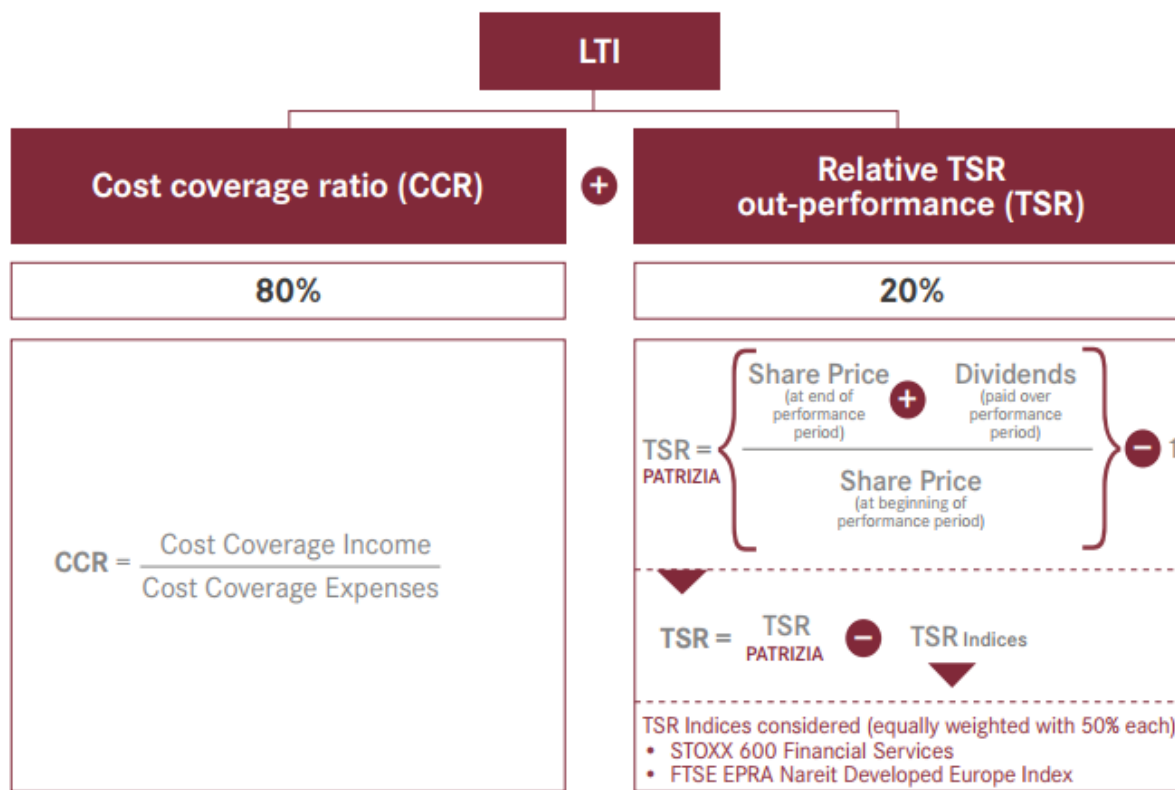 LTI
Cost coverage ratio (CCR)
+
Relative TSR
out-performance (TSR)
80%
20%
CCR = Cost Coverage Income
Cost Coverage Expenses
Share Price
(at end of
performance
period)
+
Dividends
(paid over
performance
period)
TSR =
PATRIZIA
− 1
Share Price
(at beginning of
performance period)
TSR = TSR
PATRIZIA
− TSR Indices
TSR Indices considered (equally weighted with 50% each)
• STOXX 600 Financial Services
• FTSE EPRA Nareit Developed Europe Index